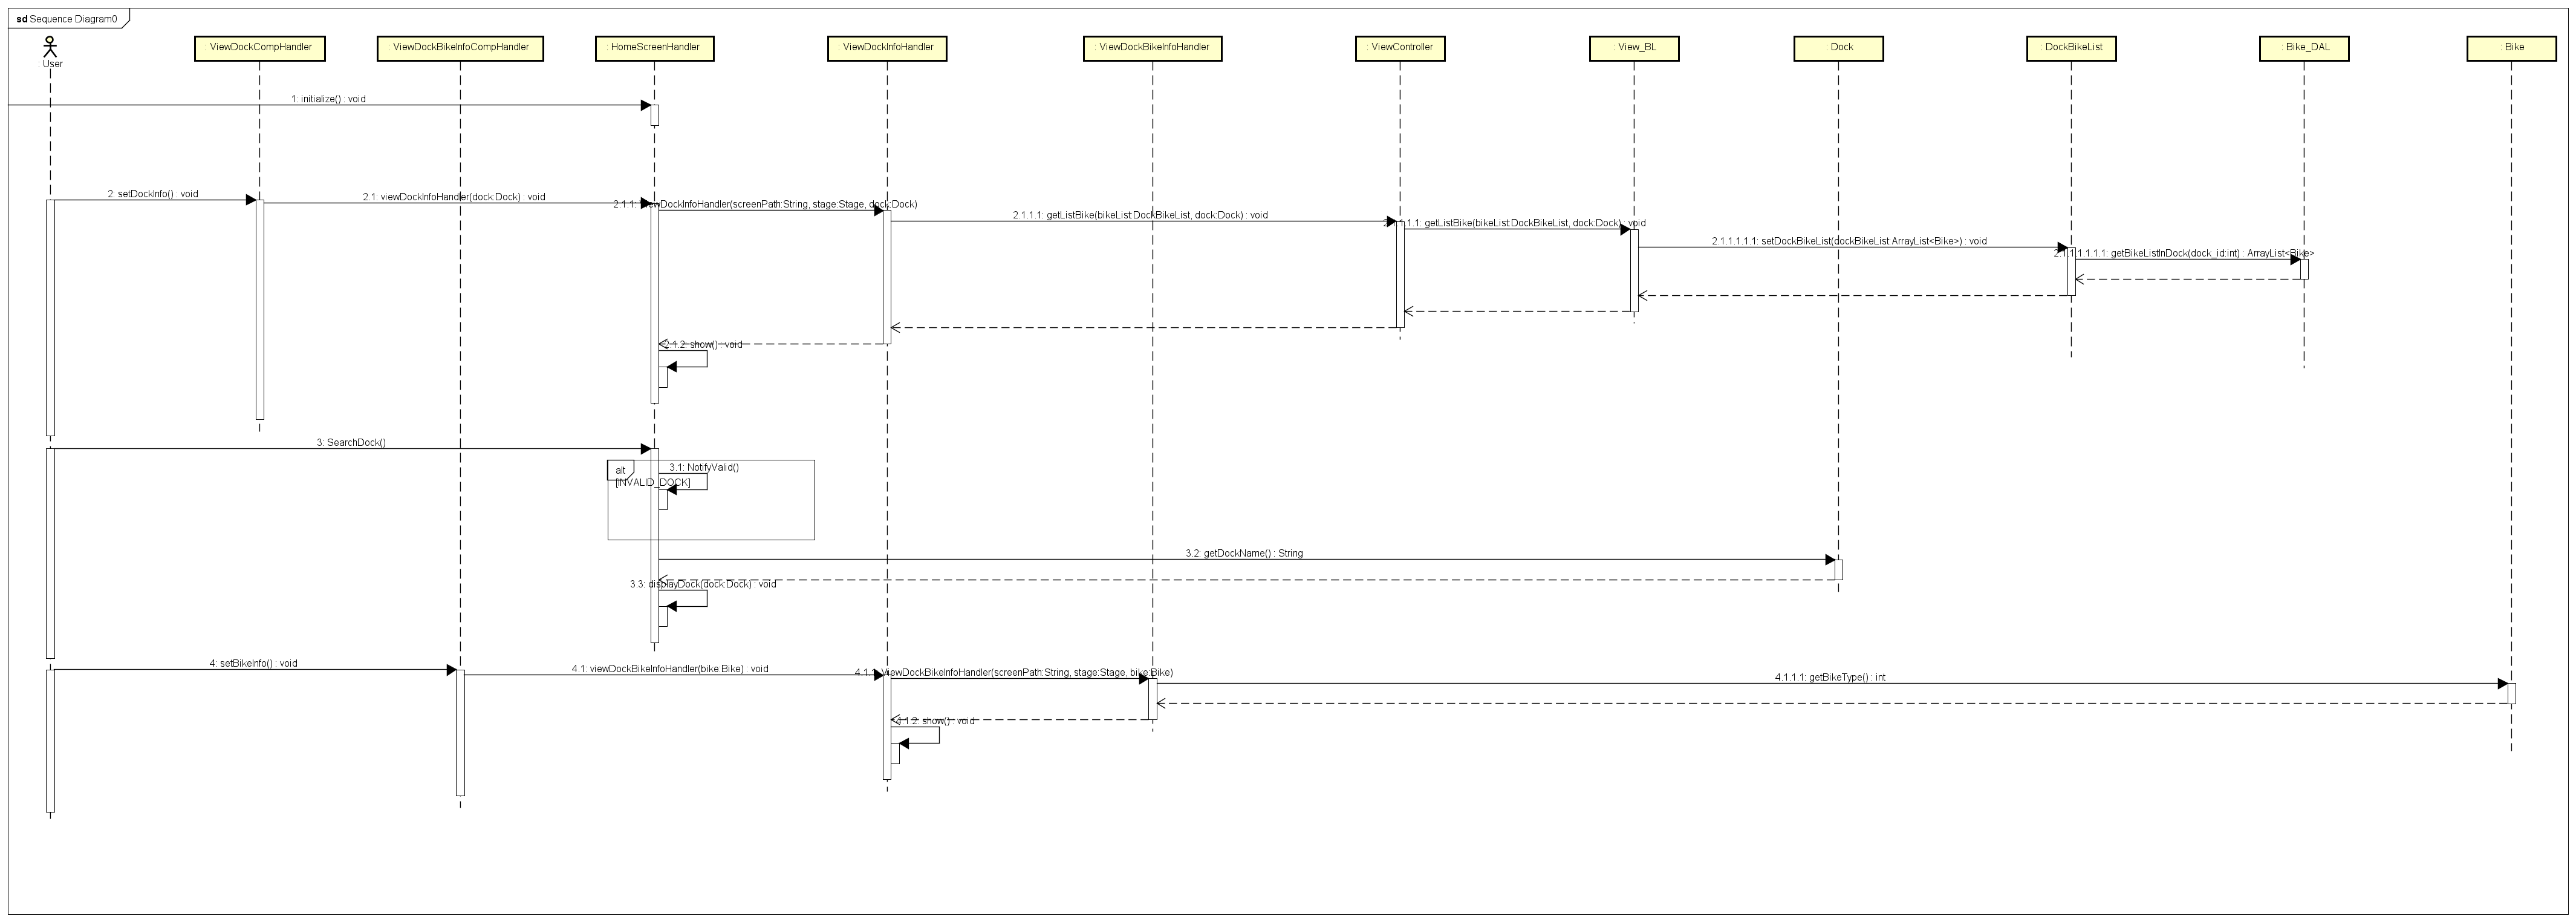 sd Sequence Diagram0
: User
: ViewDockCompHandler
: ViewDockBikeInfoCompHandler
: HomeScreenHandler
: ViewDockInfoHandler
: ViewDockBikeInfoHandler
: ViewController
: View_BL
: Dock
: DockBikeList
: Bike_DAL
: Bike
1: initialize() : void
2: setDockInfo() : void
2.1: viewDockInfoHandler(dock:Dock) : void
2.1.1: ViewDockInfoHandler(screenPath:String, stage:Stage, dock:Dock)
2.1.1.1: getListBike(bikeList:DockBikeList, dock:Dock) : void
2.1.1.1.1: getListBike(bikeList:DockBikeList, dock:Dock) : void
2.1.1.1.1.1: setDockBikeList(dockBikeList:ArrayList<Bike>) : void
2.1.1.1.1.1.1: getBikeListInDock(dock_id:int) : ArrayList<Bike>
2.1.2: show() : void
3: SearchDock()
alt
3.1: NotifyValid()
[INVALID_DOCK]
3.2: getDockName() : String
3.3: displayDock(dock:Dock) : void
4: setBikeInfo() : void
4.1: viewDockBikeInfoHandler(bike:Bike) : void
4.1.1: ViewDockBikeInfoHandler(screenPath:String, stage:Stage, bike:Bike)
4.1.1.1: getBikeType() : int
4.1.2: show() : void